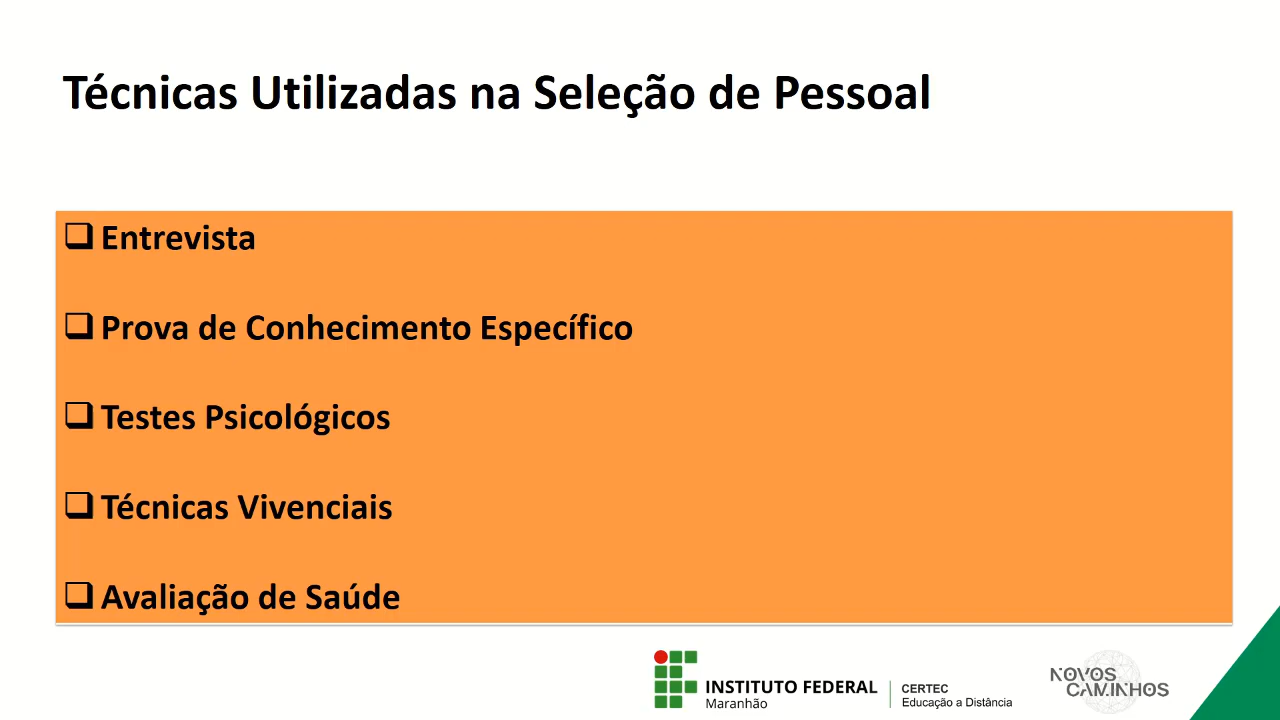 Técnicas Utilizadas na Seleção de Pessoal
❑ Entrevista
❑ Prova de Conhecimento Específico
❑ Testes Psicológicos
❑ Técnicas Vivenciais
❑ Avaliação de Saúde
INSTITUTO FEDERAL
Maranhão
CERTEC
Educação a Distância
NOVOS
CAMINHOS